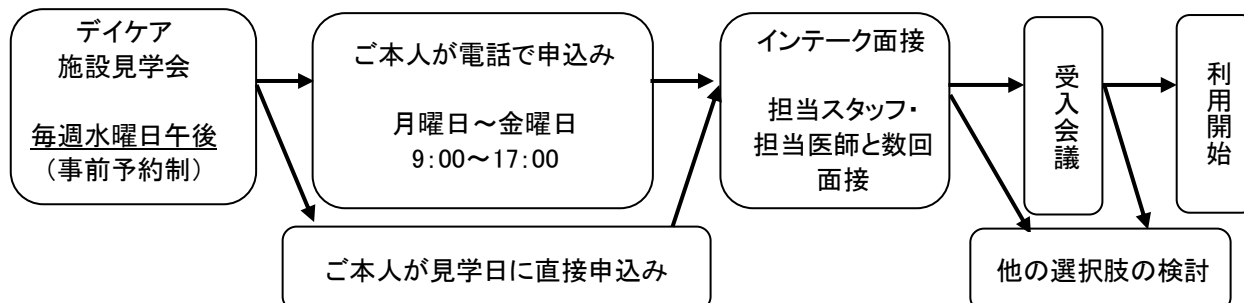 デイケア
施設見学会
毎週水曜日午後
（事前予約制）
ご本人が電話で申込み
月曜日～金曜日
9:00～17:00
ご本人が見学日に直接申込み
インテーク面接
担当スタッフ・
担当医師と数回
面接
受入会議
利用開始
他の選択肢の検討